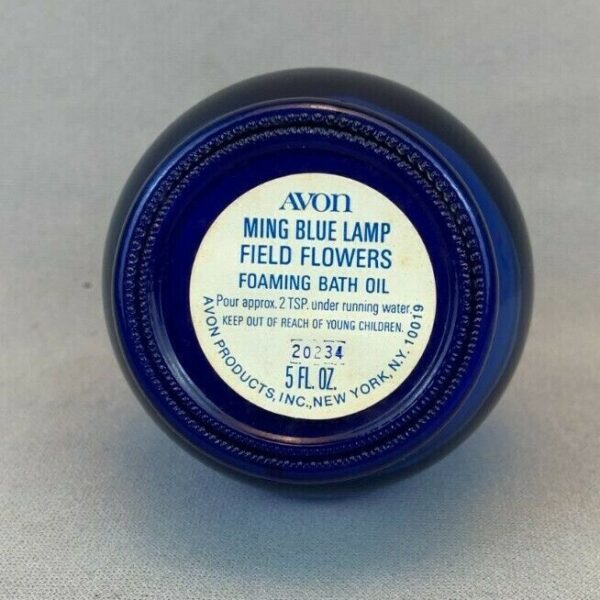 AVON
MING BLUE LAMP
FIELD FLOWERS
FOAMING BATH OIL
Pour approx. 2 TSP. under running water.
KEEP OUT OF REACH OF YOUNG CHILDREN.
20234
5 FL. OZ.
AVON PRODUCTS, INC., NEW YORK, N.Y. 10019